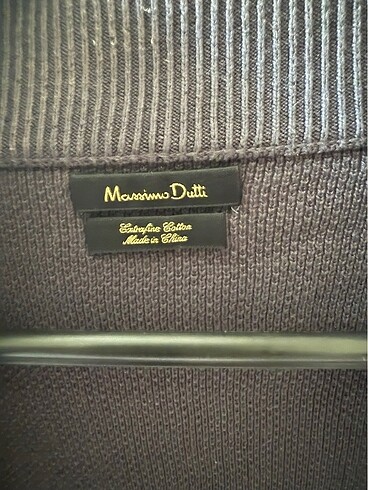 Massimo Dutti
Extrafine Cotton
Made in China